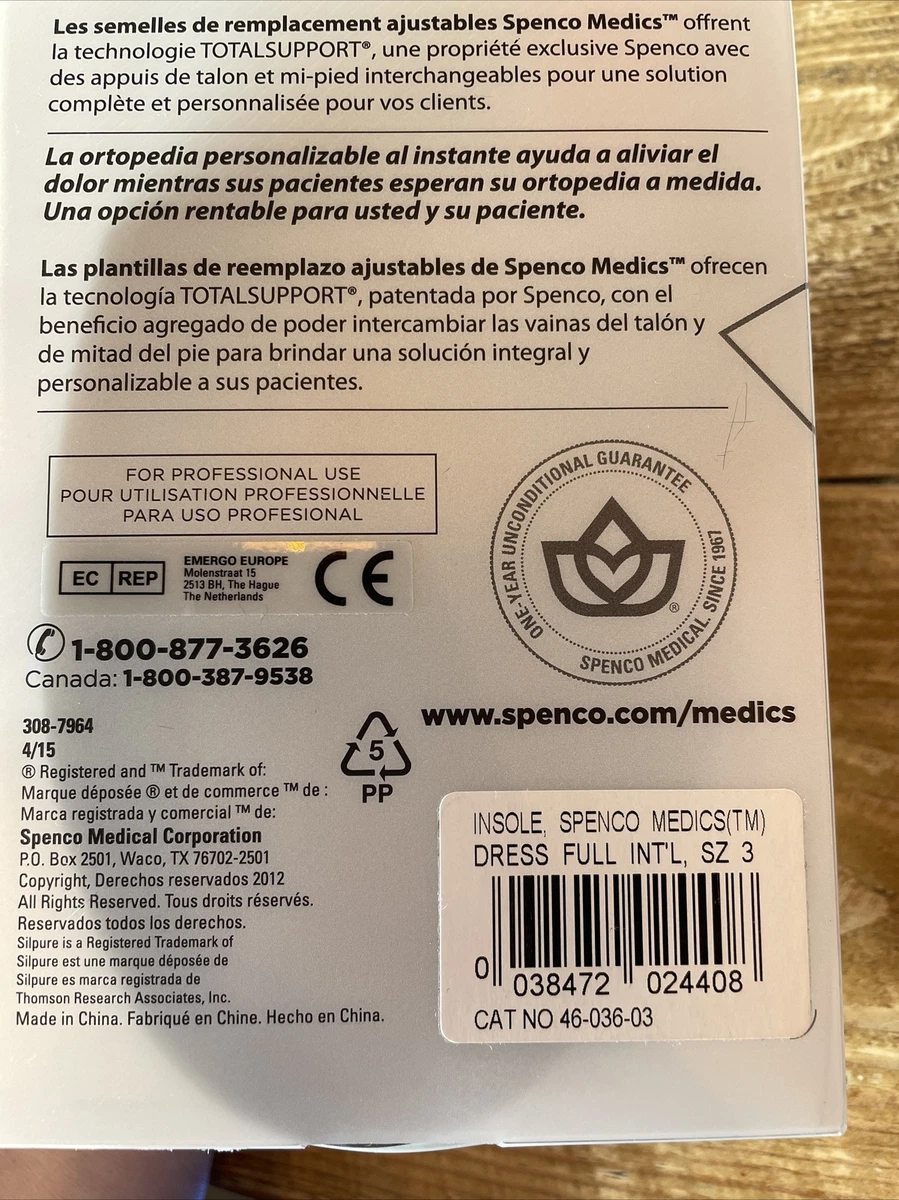 Les semelles de remplacement ajustables Spenco Medics™ offrent
la technologie TOTALSUPPORT®, une propriété exclusive Spenco avec
des appuis de talon et mi-pied interchangeables pour une solution
complète et personnalisée pour vos clients.
La ortopedia personalizable al instante ayuda a aliviar el
dolor mientras sus pacientes esperan su ortopedia a medida.
Una opción rentable para usted y su paciente.
Las plantillas de reemplazo ajustables de Spenco Medics™ ofrecen
la tecnología TOTALSUPPORT®, patentada por Spenco, con el
beneficio agregado de poder intercambiar las vainas del talón y
de mitad del pie para brindar una solución integral y
personalizable a sus pacientes.
FOR PROFESSIONAL USE
POUR UTILISATION PROFESSIONNELLE
PARA USO PROFESIONAL
EC REP
EMERGO EUROPE
Molenstraat 15
2513 BH, The Hague
The Netherlands
CE
ONE YEAR UNCONDITIONAL GUARANTEE
SPENCO MEDICAL SINCE 1967
®
1-800-877-3626
Canada: 1-800-387-9538
www.spenco.com/medics
308-7964
4/15
® Registered and ™ Trademark of:
Marque déposée ® et de commerce ™ de :
Marca registrada y comercial ™ de:
Spenco Medical Corporation
P.O. Box 2501, Waco, TX 76702-2501
Copyright, Derechos reservados 2012
All Rights Reserved. Tous droits réservés.
Reservados todos los derechos.
Silpure is a Registered Trademark of
Silpure est une marque déposée de
Silpure es marca registrada de
Thomson Research Associates, Inc.
Made in China. Fabriqué en Chine. Hecho en China.
5
PP
INSOLE, SPENCO MEDICS(TM)
DRESS FULL INT'L, SZ 3
0 038472 024408
CAT NO 46-036-03